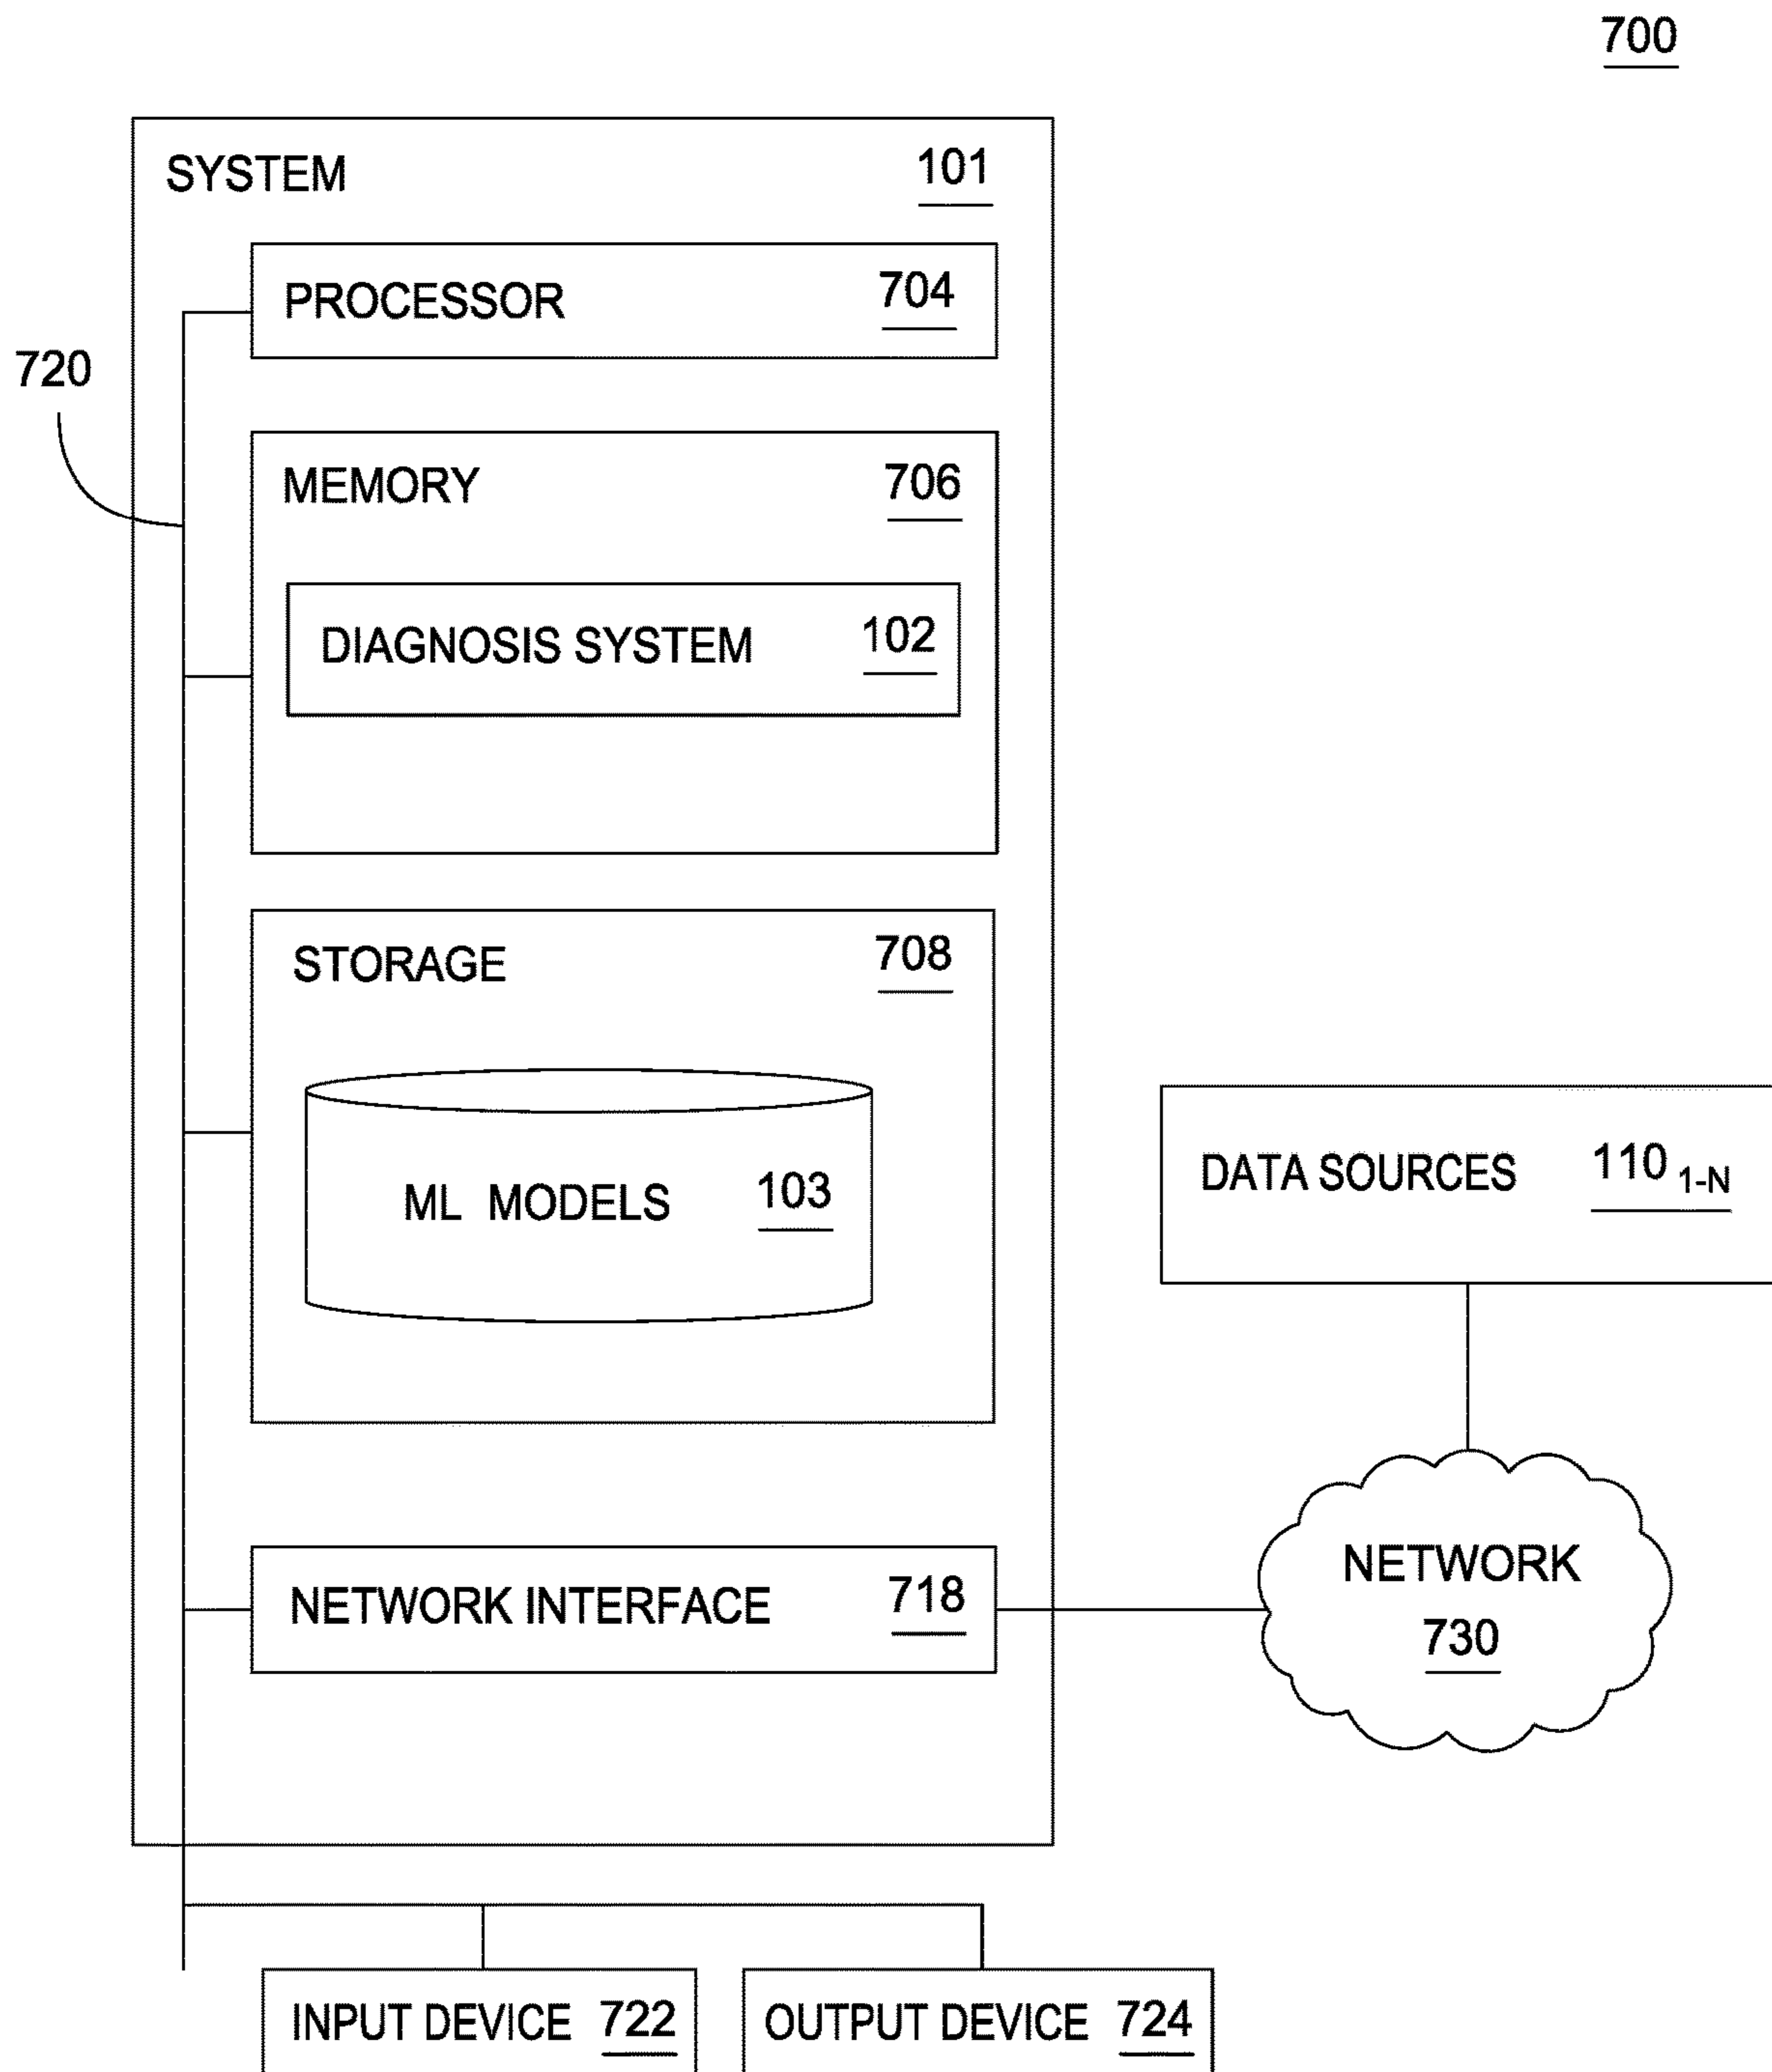 700
SYSTEM 101
PROCESSOR 704
720
MEMORY 706
DIAGNOSIS SYSTEM 102
STORAGE 708
ML MODELS 103
DATA SOURCES 110 1-N
NETWORK
730
NETWORK INTERFACE 718
INPUT DEVICE 722
OUTPUT DEVICE 724